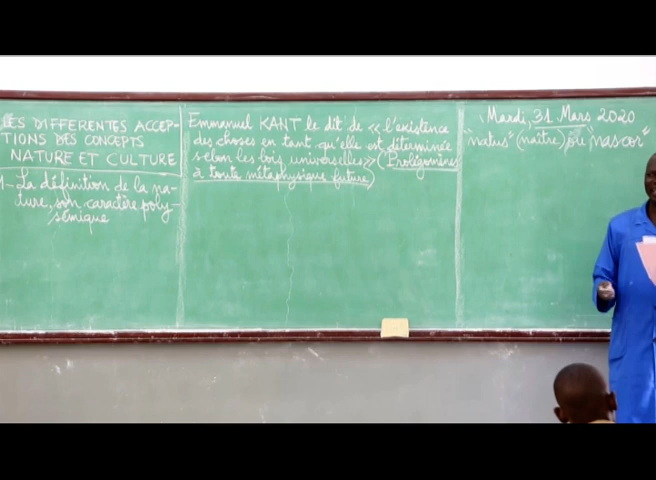 LES DIFFERENTES ACCEP-
TIONS DES CONCEPTS
NATURE ET CULTURE
1- La définition de la na-
ture, son caractère poly-
sémique
Emmanuel KANT le dit de «l'existence
des choses en tant qu'elle est déterminée
selon les lois universelles» (Prolégomènes
à toute métaphysique future)
Mardi, 31 Mars 2020
"natus" (naître) ou "nascor"